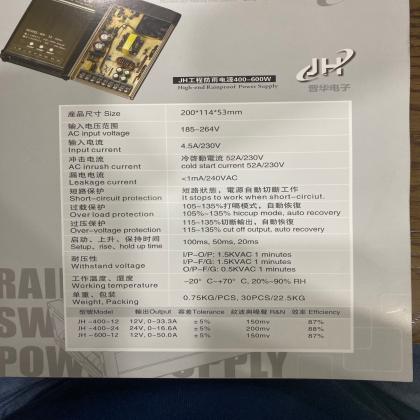 JH工程防雨电源400-600W
High-end Rainproof Power Supply
JH
晋华电子
產品尺寸 Size 200*114*53mm
输入电压范围
AC input voltage 185-264V
输入电流
Input current 4.5A/230V
冲击电流 冷啓動電流 52A/230V
AC inrush current cold start current 52A/230V
漏电电流
Leakage current <1mA/240VAC
短路保护 短路狀態，電源自動切斷工作
Short-circuit protection It stops to work when short-circiut.
过载保护 105-135%打嗝模式，自動恢復
Over load protection 105%-135% hiccup mode, auto recovery
过压保护 115-135%切斷輸出，自動恢復
Over-voltage protection 115-135% cut off output, auto recovery
启动、上升、保持时间
Setup, rise, hold up time 100ms, 50ms, 20ms
耐压性 I/P-O/P: 1.5KVAC 1 minutes
Withstand voltage I/P-F/G: 1.5KVAC 1 minutes
O/P-F/G: 0.5KVAC 1 minutes
工作温度、湿度
Working temperature -20° C~+70° C, 20%~90% RH
单重、包装
Weight, Packing 0.75KG/PCS, 30PCS/22.5KG
型號Model 輸出Output 容差Tolerance 紋波與噪聲 R&N 效率 Efficiency
JH -400-12 12V, 0-33.3A ±5% 150mv 87%
JH -400-24 24V, 0-16.6A ±5% 200mv 88%
JH -600-12 12V, 0-50.0A ±5% 150mv 87%
RAIN
SW
POWER SUPPLY